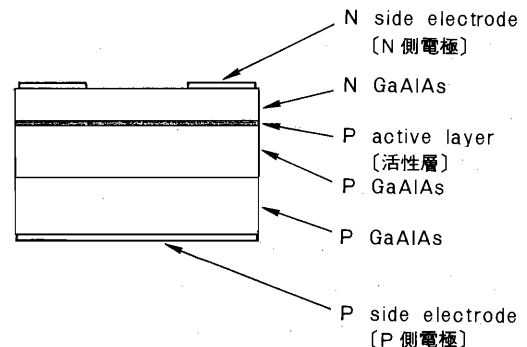 N side electrode
〔N 側電極〕
N GaAlAs
P active layer
〔活性層〕
P GaAlAs
P GaAlAs
P side electrode
〔P 側電極〕